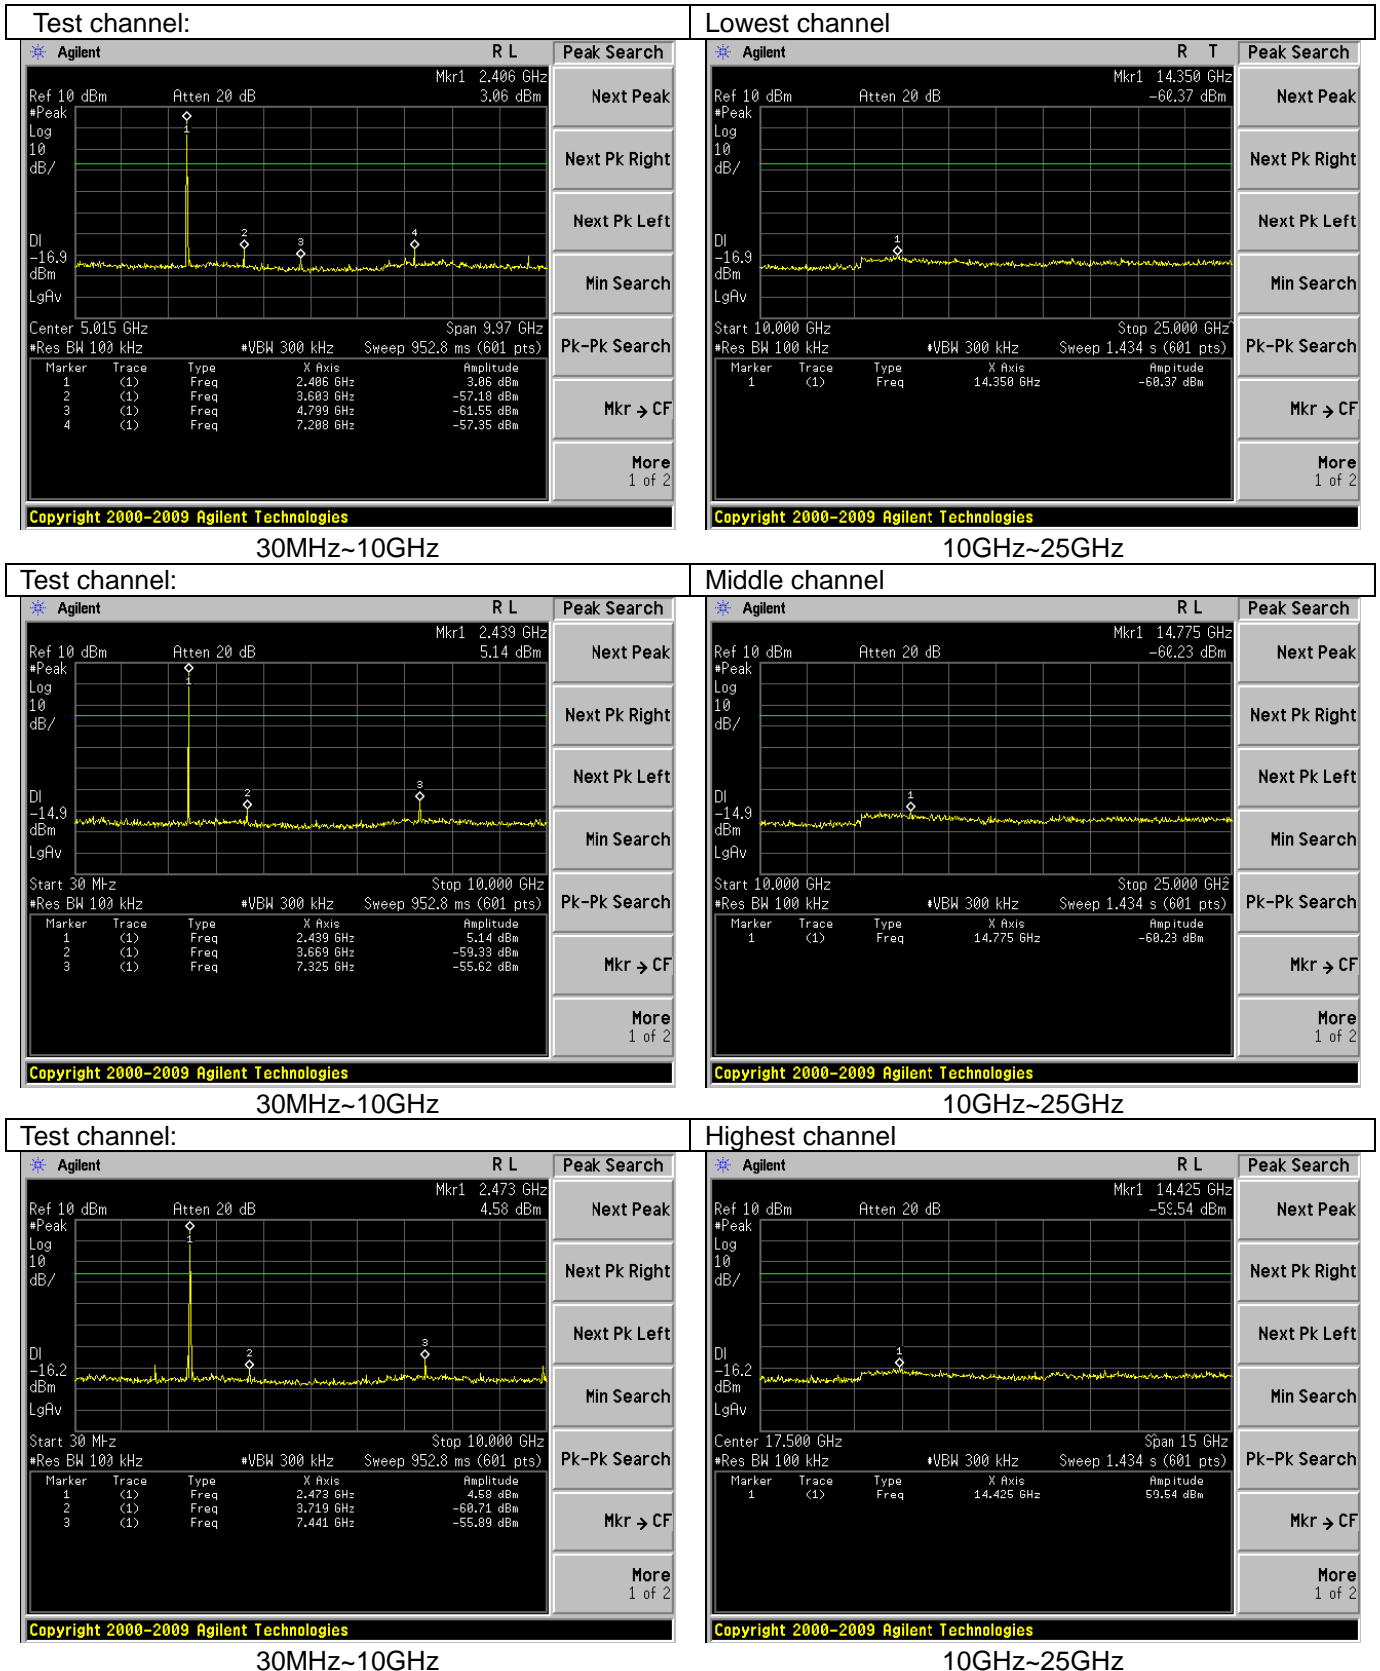 Test channel:
Lowest channel
Agilent R L Peak Search
Mkr1 2.406 GHz
Ref 10 dBm Atten 20 dB 3.06 dBm
Next Peak
#Peak
1
Log
10
dB/
Next Pk Right
Next Pk Left
2 3 4
DI
-16.9
dBm
Min Search
LgAv
Center 5.015 GHz Span 9.97 GHz
#Res BW 100 kHz #VBW 300 kHz Sweep 952.8 ms (601 pts)
Pk-Pk Search
Marker Trace Type X Axis Amplitude
1 (1) Freq 2.406 GHz 3.06 dBm
2 (1) Freq 3.603 GHz -57.18 dBm
3 (1) Freq 4.799 GHz -61.55 dBm
4 (1) Freq 7.208 GHz -57.35 dBm
Mkr → CF
More
1 of 2
Copyright 2000-2009 Agilent Technologies
30MHz~10GHz
Agilent R T Peak Search
Mkr1 14.350 GHz
Ref 10 dBm Atten 20 dB -60.37 dBm
Next Peak
#Peak
Log
10
dB/
Next Pk Right
Next Pk Left
1
DI
-16.9
dBm
Min Search
LgAv
Start 10.000 GHz Stop 25.000 GHz
#Res BW 100 kHz #VBW 300 kHz Sweep 1.434 s (601 pts)
Pk-Pk Search
Marker Trace Type X Axis Amplitude
1 (1) Freq 14.350 GHz -60.37 dBm
Mkr → CF
More
1 of 2
Copyright 2000-2009 Agilent Technologies
10GHz~25GHz
Test channel:
Middle channel
Agilent R L Peak Search
Mkr1 2.439 GHz
Ref 10 dBm Atten 20 dB 5.14 dBm
Next Peak
#Peak
1
Log
10
dB/
Next Pk Right
Next Pk Left
2 3
DI
-14.9
dBm
Min Search
LgAv
Start 30 MHz Stop 10.000 GHz
#Res BW 100 kHz #VBW 300 kHz Sweep 952.8 ms (601 pts)
Pk-Pk Search
Marker Trace Type X Axis Amplitude
1 (1) Freq 2.439 GHz 5.14 dBm
2 (1) Freq 3.669 GHz -59.33 dBm
3 (1) Freq 7.325 GHz -55.62 dBm
Mkr → CF
More
1 of 2
Copyright 2000-2009 Agilent Technologies
30MHz~10GHz
Agilent R L Peak Search
Mkr1 14.775 GHz
Ref 10 dBm Atten 20 dB -60.23 dBm
Next Peak
#Peak
Log
10
dB/
Next Pk Right
Next Pk Left
1
DI
-14.9
dBm
Min Search
LgAv
Start 10.000 GHz Stop 25.000 GHz
#Res BW 100 kHz #VBW 300 kHz Sweep 1.434 s (601 pts)
Pk-Pk Search
Marker Trace Type X Axis Amplitude
1 (1) Freq 14.775 GHz -60.23 dBm
Mkr → CF
More
1 of 2
Copyright 2000-2009 Agilent Technologies
10GHz~25GHz
Test channel:
Highest channel
Agilent R L Peak Search
Mkr1 2.473 GHz
Ref 10 dBm Atten 20 dB 4.58 dBm
Next Peak
#Peak
1
Log
10
dB/
Next Pk Right
Next Pk Left
2 3
DI
-16.2
dBm
Min Search
LgAv
Start 30 MHz Stop 10.000 GHz
#Res BW 100 kHz #VBW 300 kHz Sweep 952.8 ms (601 pts)
Pk-Pk Search
Marker Trace Type X Axis Amplitude
1 (1) Freq 2.473 GHz 4.58 dBm
2 (1) Freq 3.719 GHz -60.71 dBm
3 (1) Freq 7.441 GHz -55.89 dBm
Mkr → CF
More
1 of 2
Copyright 2000-2009 Agilent Technologies
30MHz~10GHz
Agilent R L Peak Search
Mkr1 14.425 GHz
Ref 10 dBm Atten 20 dB -59.54 dBm
Next Peak
#Peak
Log
10
dB/
Next Pk Right
Next Pk Left
1
DI
-16.2
dBm
Min Search
LgAv
Center 17.500 GHz Span 15 GHz
#Res BW 100 kHz #VBW 300 kHz Sweep 1.434 s (601 pts)
Pk-Pk Search
Marker Trace Type X Axis Amplitude
1 (1) Freq 14.425 GHz 59.54 dBm
Mkr → CF
More
1 of 2
Copyright 2000-2009 Agilent Technologies
10GHz~25GHz